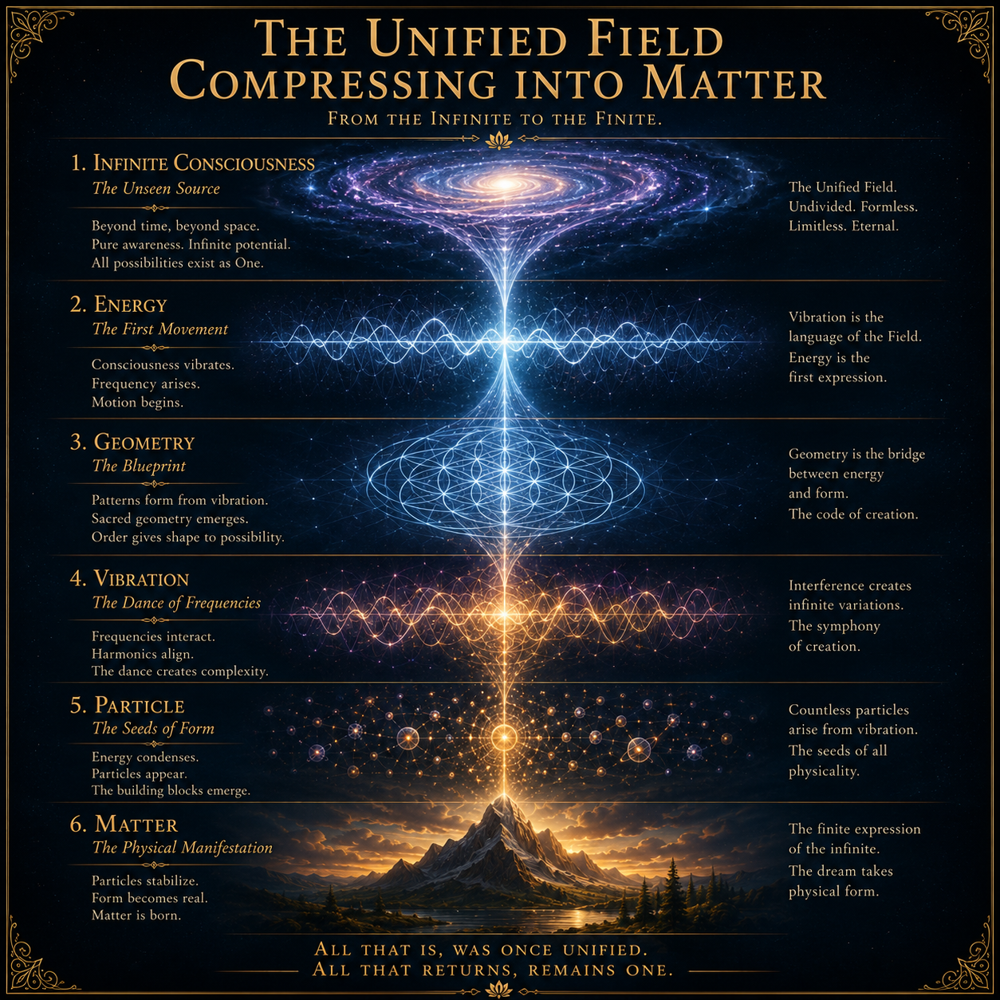 The Unified Field
Compressing into Matter
From the Infinite to the Finite.
1. Infinite Consciousness
The Unseen Source
Beyond time, beyond space.
Pure awareness. Infinite potential.
All possibilities exist as One.
The Unified Field.
Undivided. Formless.
Limitless. Eternal.
2. Energy
The First Movement
Consciousness vibrates.
Frequency arises.
Motion begins.
Vibration is the
language of the Field.
Energy is the
first expression.
3. Geometry
The Blueprint
Patterns form from vibration.
Sacred geometry emerges.
Order gives shape to possibility.
Geometry is the bridge
between energy
and form.
The code of creation.
4. Vibration
The Dance of Frequencies
Frequencies interact.
Harmonics align.
The dance creates complexity.
Interference creates
infinite variations.
The symphony
of creation.
5. Particle
The Seeds of Form
Energy condenses.
Particles appear.
The building blocks emerge.
Countless particles
arise from vibration.
The seeds of all
physicality.
6. Matter
The Physical Manifestation
Particles stabilize.
Form becomes real.
Matter is born.
The finite expression
of the infinite.
The dream takes
physical form.
All that is, was once unified.
All that returns, remains one.